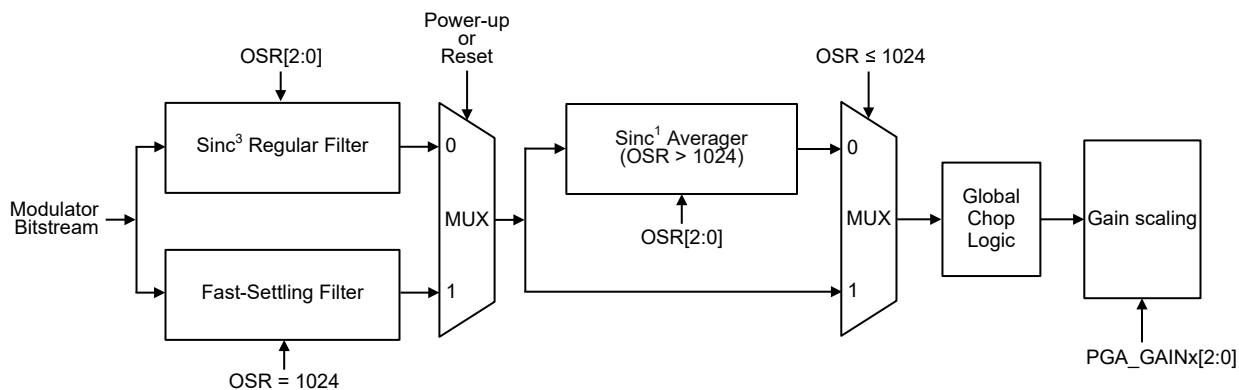 Power-up
or
Reset
OSR[2:0]
OSR ≤ 1024
Sinc³ Regular Filter
0
Sinc¹ Averager
(OSR > 1024)
0
Modulator
Bitstream
MUX
OSR[2:0]
MUX
Global
Chop
Logic
Gain scaling
Fast-Settling Filter
1
1
OSR = 1024
PGA_GAINx[2:0]